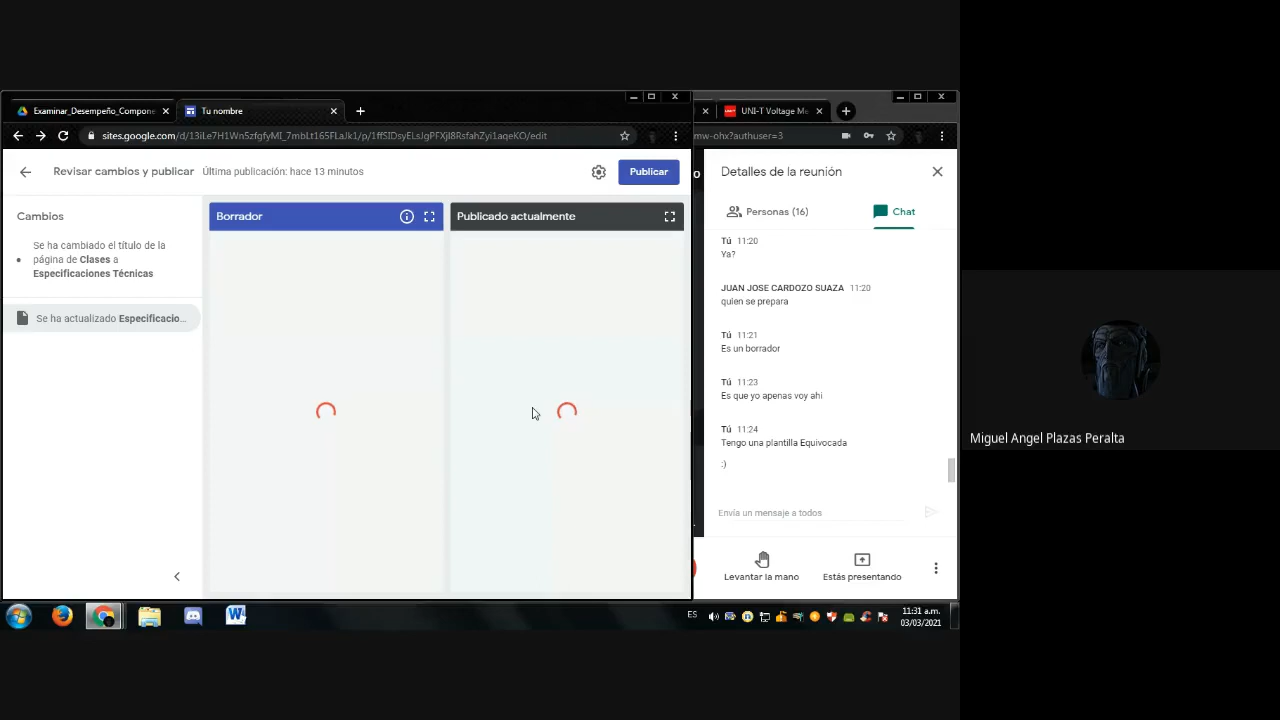 Examinar_Desempeño_Compone
Tu nombre
UNI-T Voltage Me
sites.google.com/d/13iLe7H1Wn5zfgfyMI_7mbLt165FLaJk1/p/1ffSIDsyELsJgPFXjI8RsfahZyi1aqeKO/edit
mw-ohx?authuser=3
Revisar cambios y publicar
Última publicación: hace 13 minutos
Publicar
Cambios
Se ha cambiado el título de la
página de Clases a
Especificaciones Técnicas
Se ha actualizado Especificacio...
Borrador
Publicado actualmente
Detalles de la reunión
Personas (16)
Chat
Tú 11:20
Ya?
JUAN JOSE CARDOZO SUAZA 11:20
quien se prepara
Tú 11:21
Es un borrador
Tú 11:23
Es que yo apenas voy ahi
Tú 11:24
Tengo una plantilla Equivocada
:)
Envía un mensaje a todos
Levantar la mano
Estás presentando
Miguel Angel Plazas Peralta
ES
11:31 a.m.
03/03/2021